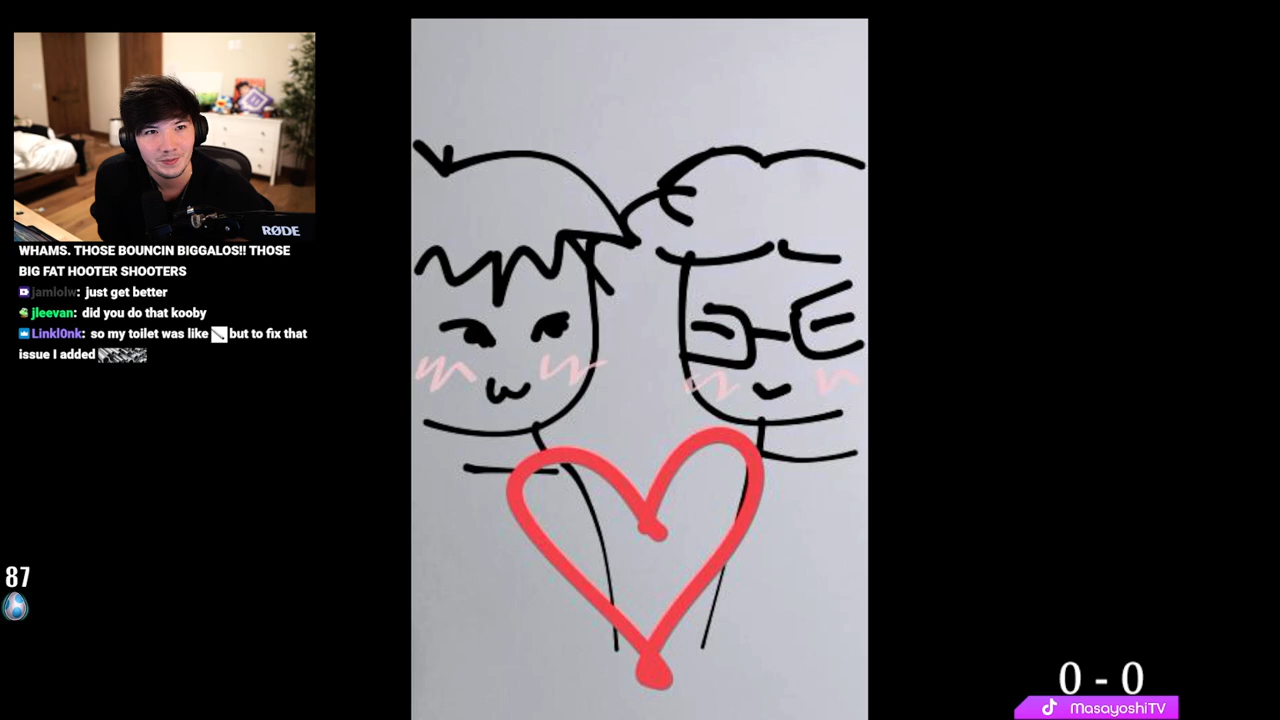 RØDE
WHAMS. THOSE BOUNCIN BIGGALOS!! THOSE
BIG FAT HOOTER SHOOTERS
jamlolw: just get better
jleevan: did you do that kooby
Linkl0nk: so my toilet was like but to fix that
issue I added
87
0 - 0
MasayoshiTV